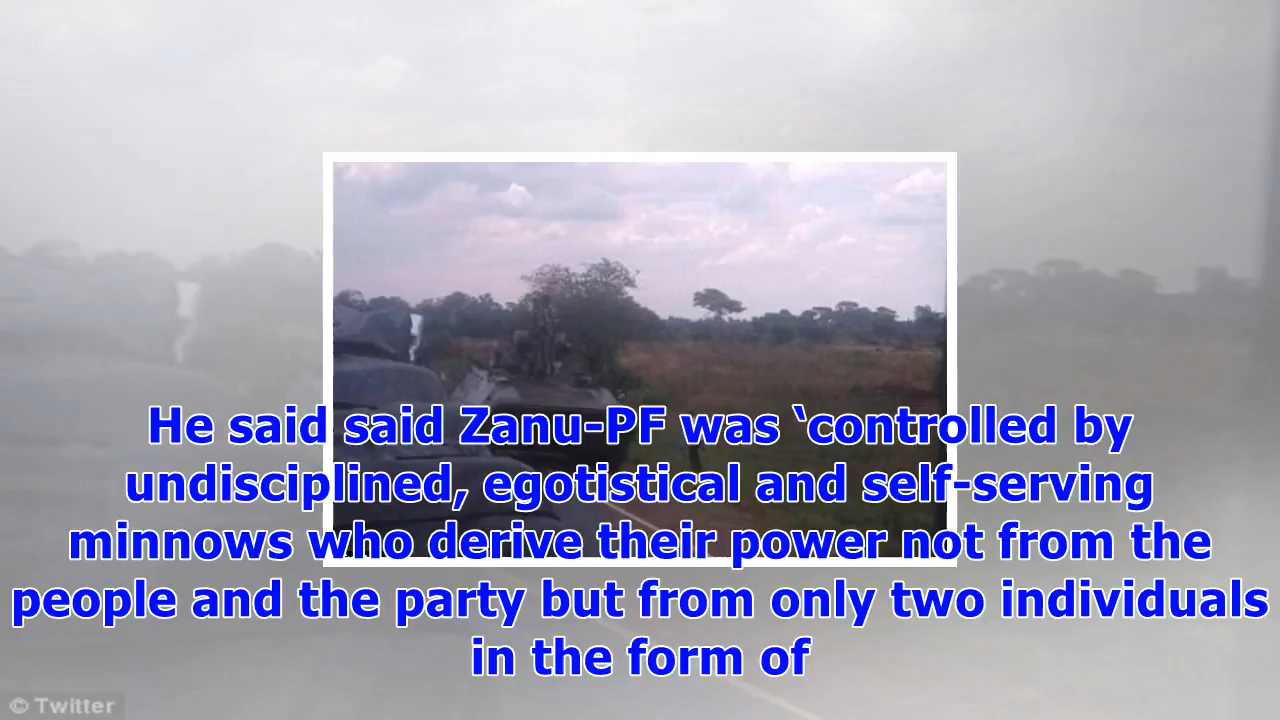 He said said Zanu-PF was ‘controlled by
undisciplined, egotistical and self-serving
minnows who derive their power not from the
people and the party but from only two individuals
in the form of
© Twitter